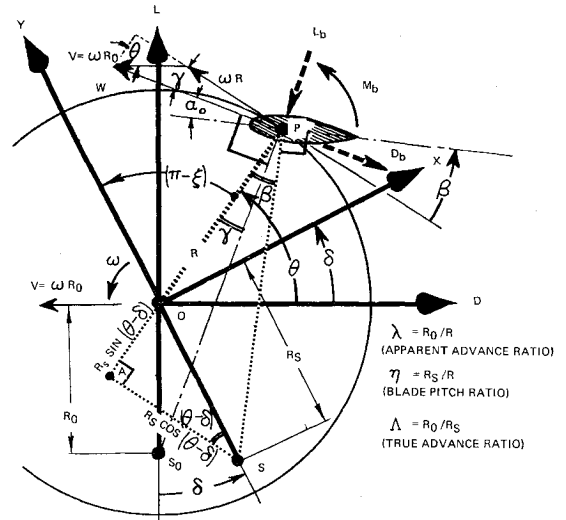 Y
L
θ
V= ωR₀
γ
ωR
W
α₀
L_b
M_b
P
D_b
X
β
(π-ξ)
β
R
γ
θ
δ
ω
V= ωR₀
O
D
R_S SIN (θ-δ)
A
R_S
R₀
R_S COS (θ-δ)
(θ-δ)
S₀
S
δ
λ = R₀/R
(APPARENT ADVANCE RATIO)
η = R_S/R
(BLADE PITCH RATIO)
Λ = R₀/R_S
(TRUE ADVANCE RATIO)